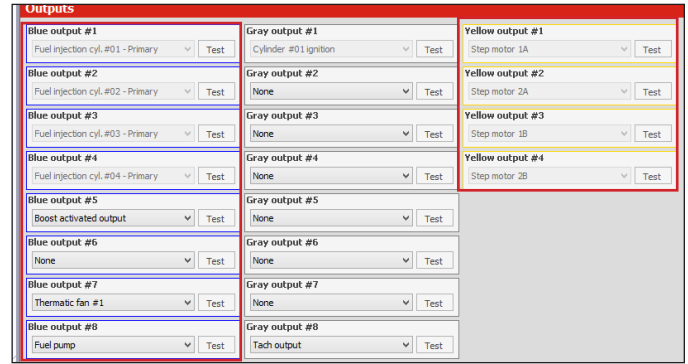 Outputs
Blue output #1
Fuel injection cyl. #01 - Primary Test
Gray output #1
Cylinder #01 ignition Test
Yellow output #1
Step motor 1A Test
Blue output #2
Fuel injection cyl. #02 - Primary Test
Gray output #2
None Test
Yellow output #2
Step motor 2A Test
Blue output #3
Fuel injection cyl. #03 - Primary Test
Gray output #3
None Test
Yellow output #3
Step motor 1B Test
Blue output #4
Fuel injection cyl. #04 - Primary Test
Gray output #4
None Test
Yellow output #4
Step motor 2B Test
Blue output #5
Boost activated output Test
Gray output #5
None Test
Blue output #6
None Test
Gray output #6
None Test
Blue output #7
Thermatic fan #1 Test
Gray output #7
None Test
Blue output #8
Fuel pump Test
Gray output #8
Tach output Test